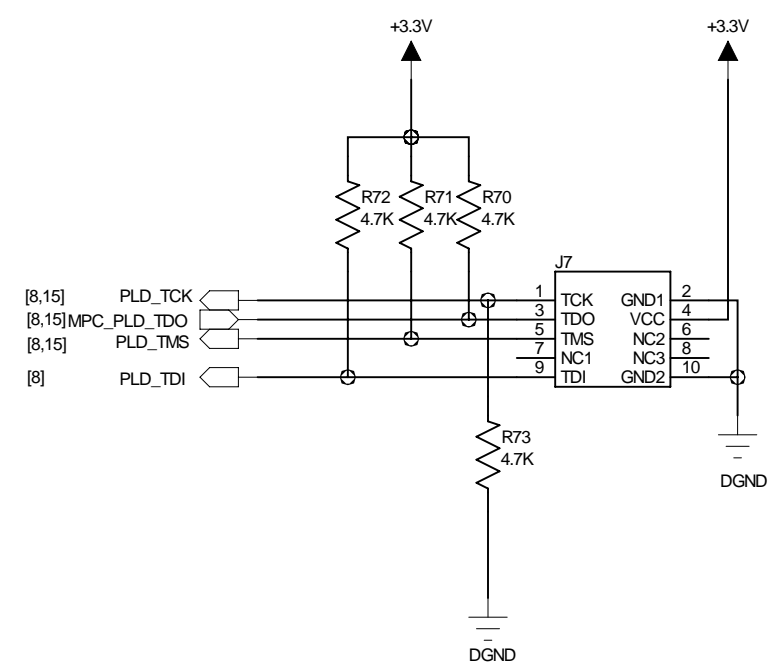 +3.3V +3.3V
R72 R71 R70
4.7K 4.7K 4.7K
J7
[8,15] PLD_TCK 1 TCK GND1 2
[8,15] MPC_PLD_TDO 3 TDO VCC 4
[8,15] PLD_TMS 5 TMS NC2 6
7 NC1 NC3 8
[8] PLD_TDI 9 TDI GND2 10
R73
4.7K
DGND
DGND